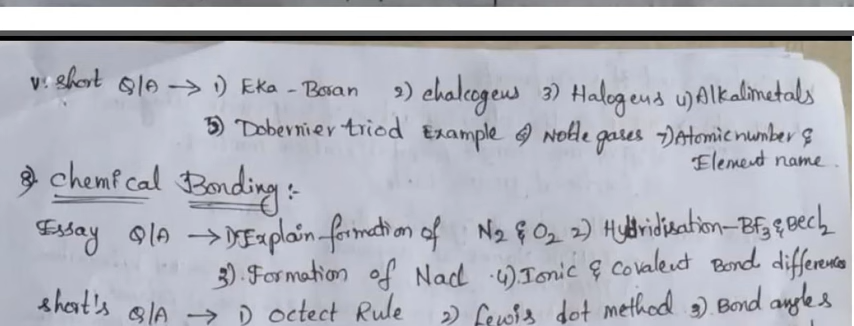 V. Short Q/A → 1) Eka - Boran 2) chalcogens 3) Halogens 4) Alkalimetals
5) Dobernier triod Example 6) Noble gases 7) Atomic number &
Element name.
8) Chemical Bonding :-
Essay Q/A → 1) Explain formation of N2 & O2 2) Hybridisation-BF3 & Becl2
3). Formation of Nacl 4). Ionic & Covalent Bond differences
short's Q/A → 1) Octect Rule 2) Lewis dot method 3). Bond angles